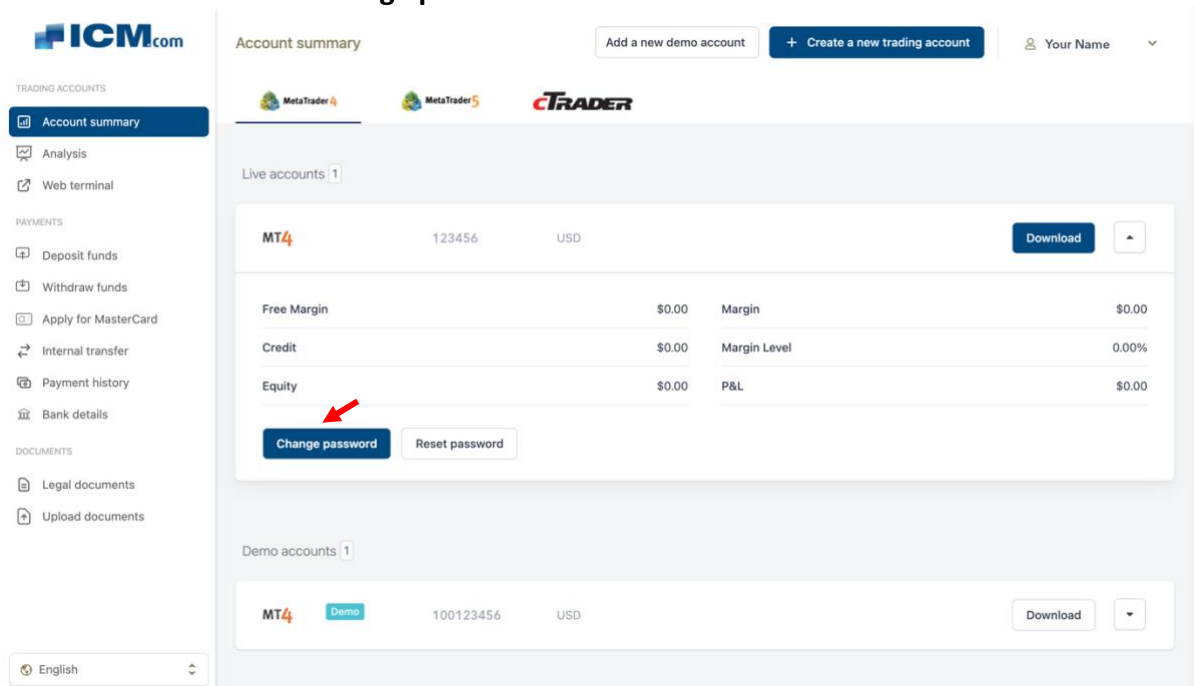 ICM.com
Account summary
Add a new demo account
+ Create a new trading account
Your Name
TRADING ACCOUNTS
MetaTrader 4
MetaTrader 5
cTRADER
Account summary
Analysis
Live accounts 1
Web terminal
PAYMENTS
MT4
123456
USD
Download
Deposit funds
Withdraw funds
Free Margin
$0.00
Margin
$0.00
Apply for MasterCard
Credit
$0.00
Margin Level
0.00%
Internal transfer
Payment history
Equity
$0.00
P&L
$0.00
Bank details
Change password
Reset password
DOCUMENTS
Legal documents
Upload documents
Demo accounts 1
MT4
Demo
100123456
USD
Download
English